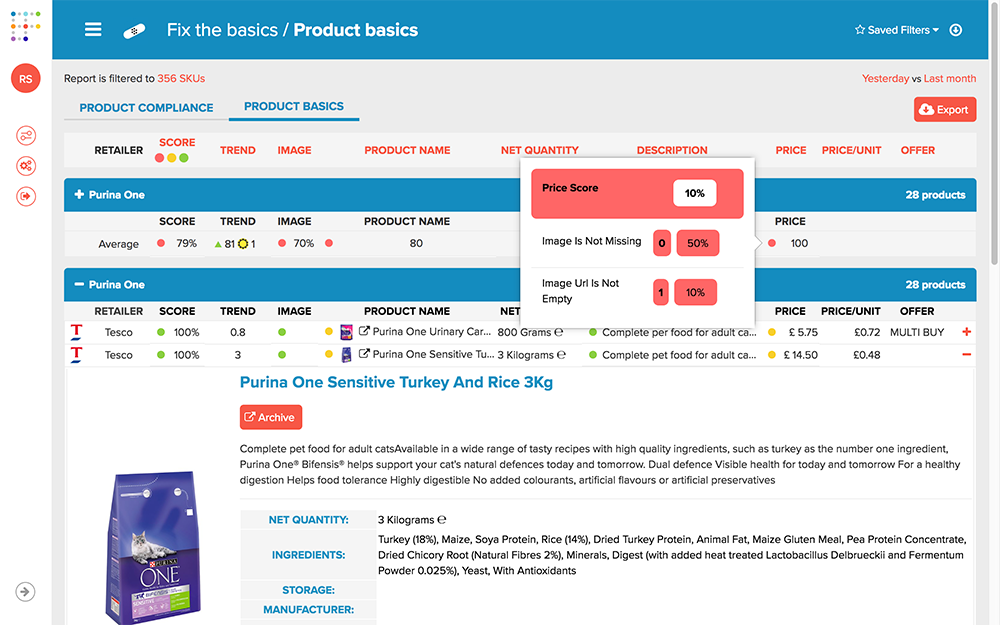 Fix the basics / Product basics
Saved Filters
RS
Report is filtered to 356 SKUs
Yesterday vs Last month
PRODUCT COMPLIANCE
PRODUCT BASICS
Export
RETAILER SCORE TREND IMAGE PRODUCT NAME NET QUANTITY DESCRIPTION PRICE PRICE/UNIT OFFER
Purina One 28 products
SCORE TREND IMAGE PRODUCT NAME PRICE
Average 79% 81 1 70% 80 100
Price Score 10%
Image Is Not Missing 0 50%
Image Url Is Not
Empty 1 10%
Purina One 28 products
RETAILER SCORE TREND IMAGE PRODUCT NAME NET PRICE PRICE/UNIT OFFER
T Tesco 100% 0.8 Purina One Urinary Car... 800 Grams ℮ Complete pet food for adult ca... £ 5.75 £0.72 MULTI BUY +
T Tesco 100% 3 Purina One Sensitive Tu... 3 Kilograms ℮ Complete pet food for adult ca... £ 14.50 £0.48 −
Purina One Sensitive Turkey And Rice 3Kg
Archive
Complete pet food for adult catsAvailable in a wide range of tasty recipes with high quality ingredients, such as turkey as the number one ingredient,
Purina One® Bifensis® helps support your cat's natural defences today and tomorrow. Dual defence Visible health for today and tomorrow For a healthy
digestion Helps food tolerance Highly digestible No added colourants, artificial flavours or artificial preservatives
PURINA
ONE
BIFENSIS
SENSITIVE
NET QUANTITY: 3 Kilograms ℮
INGREDIENTS: Turkey (18%), Maize, Soya Protein, Rice (14%), Dried Turkey Protein, Animal Fat, Maize Gluten Meal, Pea Protein Concentrate,
Dried Chicory Root (Natural Fibres 2%), Minerals, Digest (with added heat treated Lactobacillus Delbrueckii and Fermentum
Powder 0.025%), Yeast, With Antioxidants
STORAGE:
MANUFACTURER: